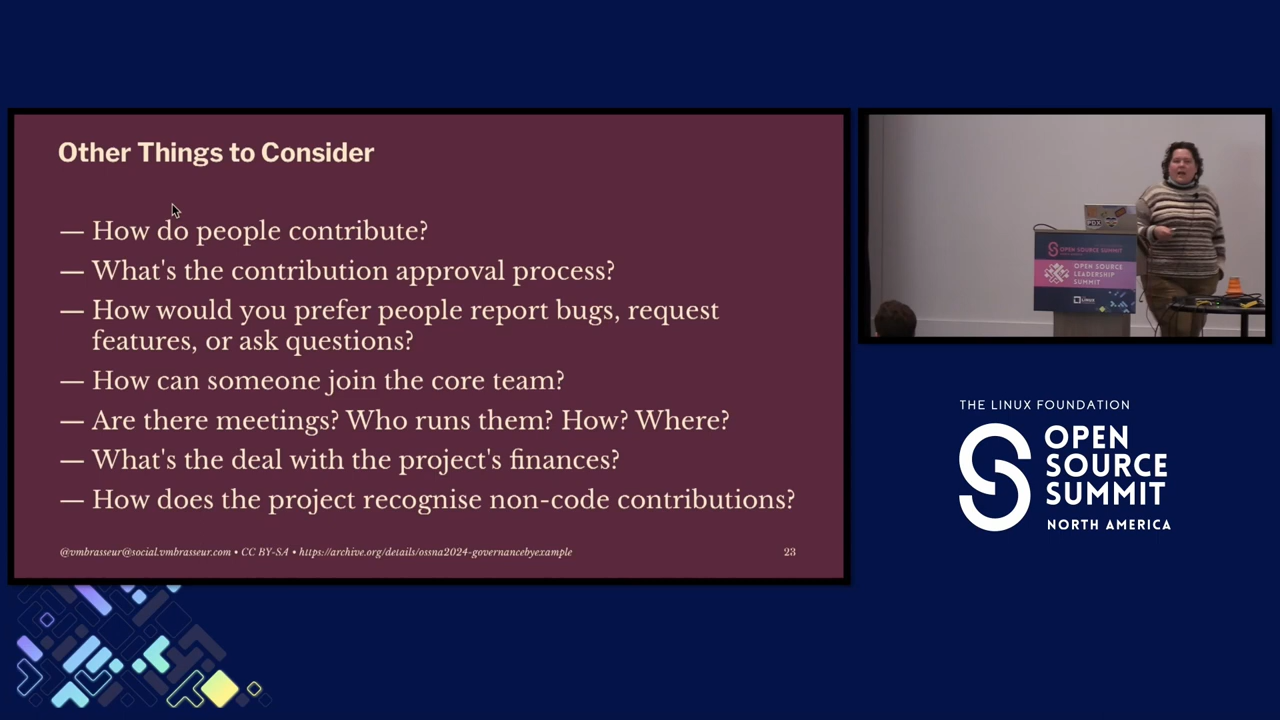 Other Things to Consider
— How do people contribute?
— What's the contribution approval process?
— How would you prefer people report bugs, request
features, or ask questions?
— How can someone join the core team?
— Are there meetings? Who runs them? How? Where?
— What's the deal with the project's finances?
— How does the project recognise non-code contributions?
@vmbrasseur@social.vmbrasseur.com • CC BY-SA • https://archive.org/details/ossna2024-governancebyexample
23
OPEN SOURCE SUMMIT
OPEN SOURCE
LEADERSHIP
SUMMIT
THE LINUX FOUNDATION
OPEN
SOURCE
SUMMIT
NORTH AMERICA